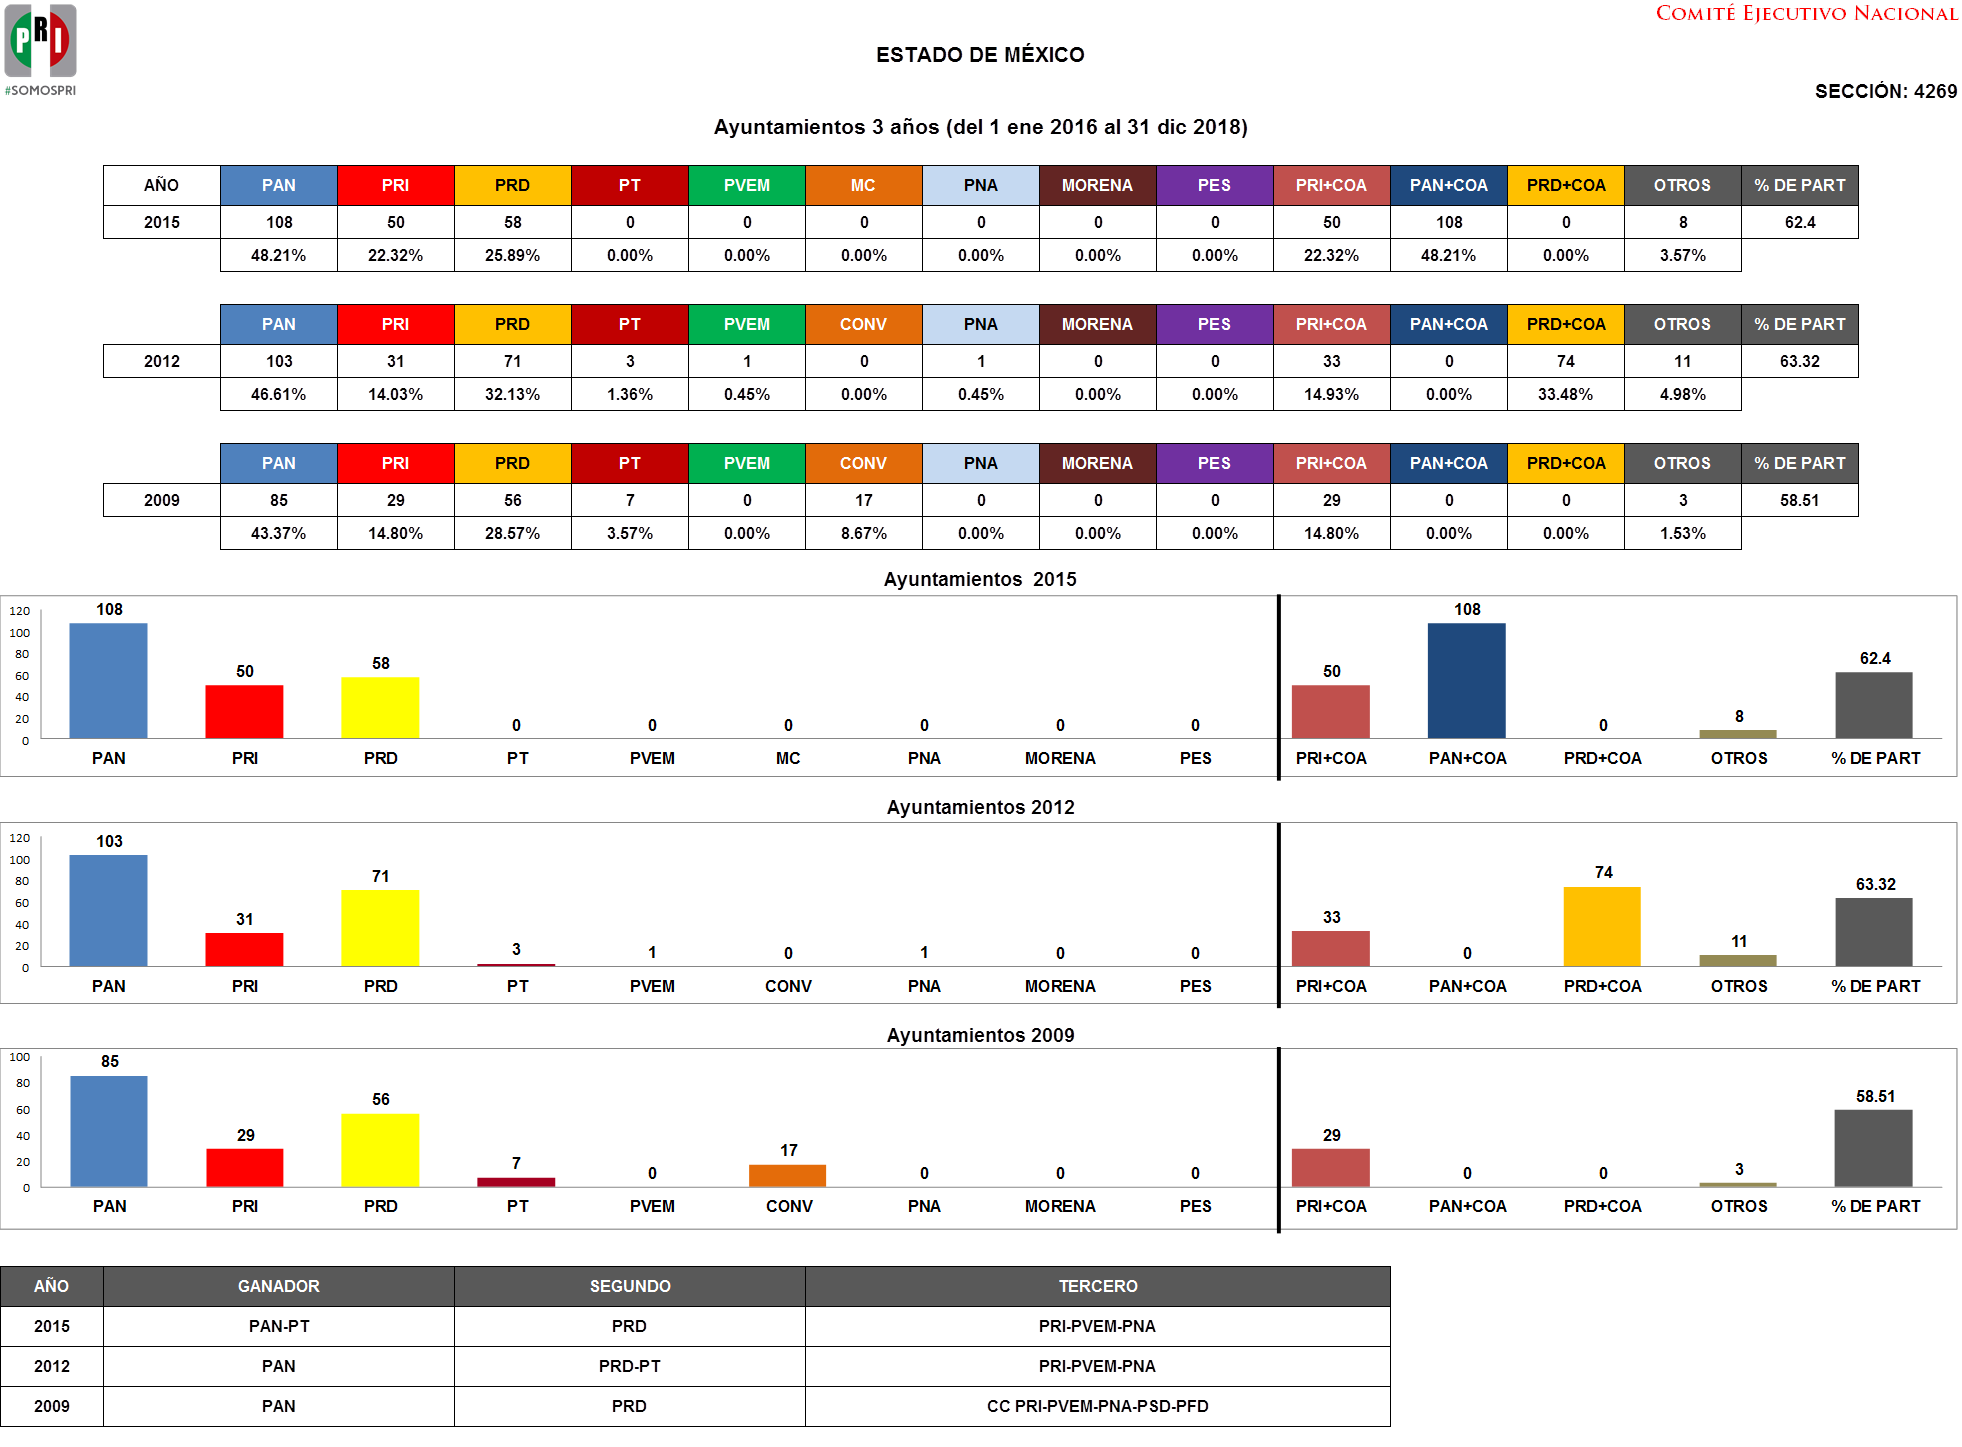 PRI
#SOMOSPRI
COMITÉ EJECUTIVO NACIONAL
ESTADO DE MÉXICO
SECCIÓN: 4269
Ayuntamientos 3 años (del 1 ene 2016 al 31 dic 2018)
AÑO PAN PRI PRD PT PVEM MC PNA MORENA PES PRI+COA PAN+COA PRD+COA OTROS % DE PART
2015 108 50 58 0 0 0 0 0 0 50 108 0 8 62.4
48.21% 22.32% 25.89% 0.00% 0.00% 0.00% 0.00% 0.00% 0.00% 22.32% 48.21% 0.00% 3.57%
PAN PRI PRD PT PVEM CONV PNA MORENA PES PRI+COA PAN+COA PRD+COA OTROS % DE PART
2012 103 31 71 3 1 0 1 0 0 33 0 74 11 63.32
46.61% 14.03% 32.13% 1.36% 0.45% 0.00% 0.45% 0.00% 0.00% 14.93% 0.00% 33.48% 4.98%
PAN PRI PRD PT PVEM CONV PNA MORENA PES PRI+COA PAN+COA PRD+COA OTROS % DE PART
2009 85 29 56 7 0 17 0 0 0 29 0 0 3 58.51
43.37% 14.80% 28.57% 3.57% 0.00% 8.67% 0.00% 0.00% 0.00% 14.80% 0.00% 0.00% 1.53%
Ayuntamientos 2015
120
100
80
60
40
20
0
108 50 58 0 0 0 0 0 0 50 108 0 8 62.4
PAN PRI PRD PT PVEM MC PNA MORENA PES PRI+COA PAN+COA PRD+COA OTROS % DE PART
Ayuntamientos 2012
120
100
80
60
40
20
0
103 31 71 3 1 0 1 0 0 33 0 74 11 63.32
PAN PRI PRD PT PVEM CONV PNA MORENA PES PRI+COA PAN+COA PRD+COA OTROS % DE PART
Ayuntamientos 2009
100
80
60
40
20
0
85 29 56 7 0 17 0 0 0 29 0 0 3 58.51
PAN PRI PRD PT PVEM CONV PNA MORENA PES PRI+COA PAN+COA PRD+COA OTROS % DE PART
AÑO GANADOR SEGUNDO TERCERO
2015 PAN-PT PRD PRI-PVEM-PNA
2012 PAN PRD-PT PRI-PVEM-PNA
2009 PAN PRD CC PRI-PVEM-PNA-PSD-PFD